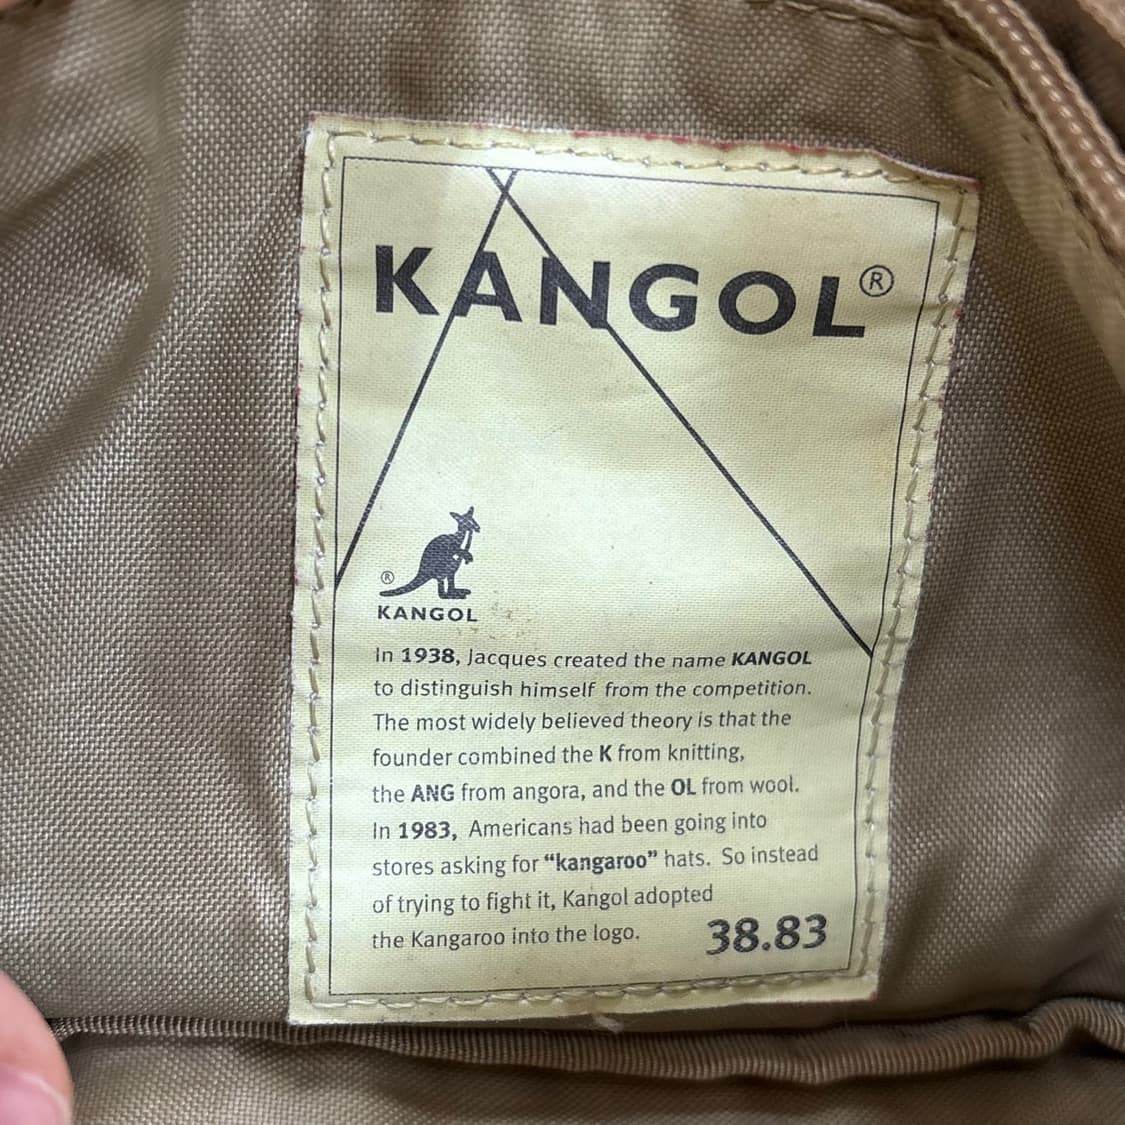 KANGOL®
®
KANGOL
In 1938, Jacques created the name KANGOL
to distinguish himself from the competition.
The most widely believed theory is that the
founder combined the K from knitting,
the ANG from angora, and the OL from wool.
In 1983, Americans had been going into
stores asking for “kangaroo” hats. So instead
of trying to fight it, Kangol adopted
the Kangaroo into the logo.
38.83